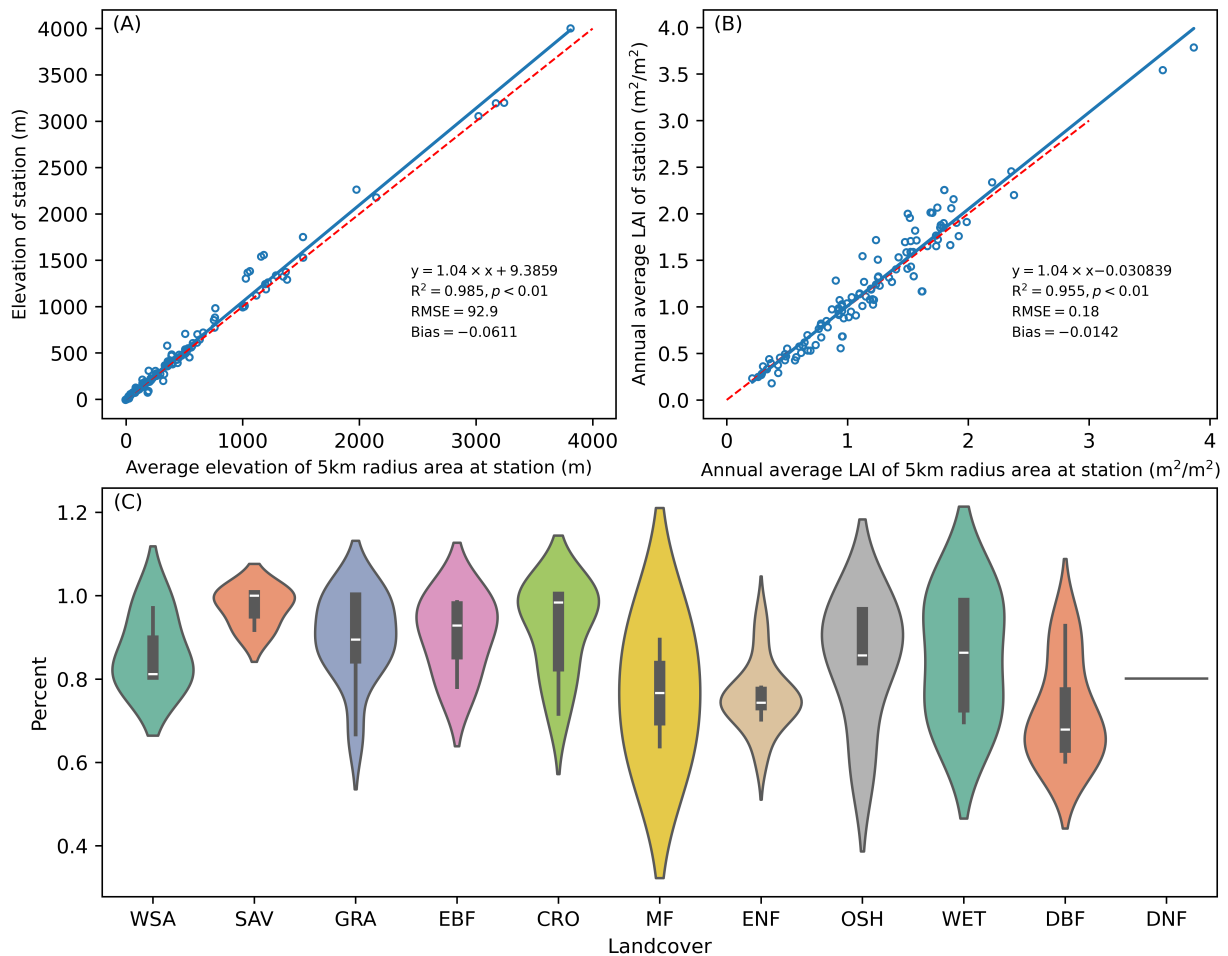 (A)
4000
3500
3000
2500
2000
1500
1000
500
0
Elevation of station (m)
y = 1.04 × x + 9.3859
R² = 0.985, p < 0.01
RMSE = 92.9
Bias = −0.0611
0 1000 2000 3000 4000
Average elevation of 5km radius area at station (m)
(B)
4.0
3.5
3.0
2.5
2.0
1.5
1.0
0.5
0.0
Annual average LAI of station (m²/m²)
y = 1.04 × x−0.030839
R² = 0.955, p < 0.01
RMSE = 0.18
Bias = −0.0142
0 1 2 3 4
Annual average LAI of 5km radius area at station (m²/m²)
(C)
1.2
1.0
0.8
0.6
0.4
Percent
WSA SAV GRA EBF CRO MF ENF OSH WET DBF DNF
Landcover